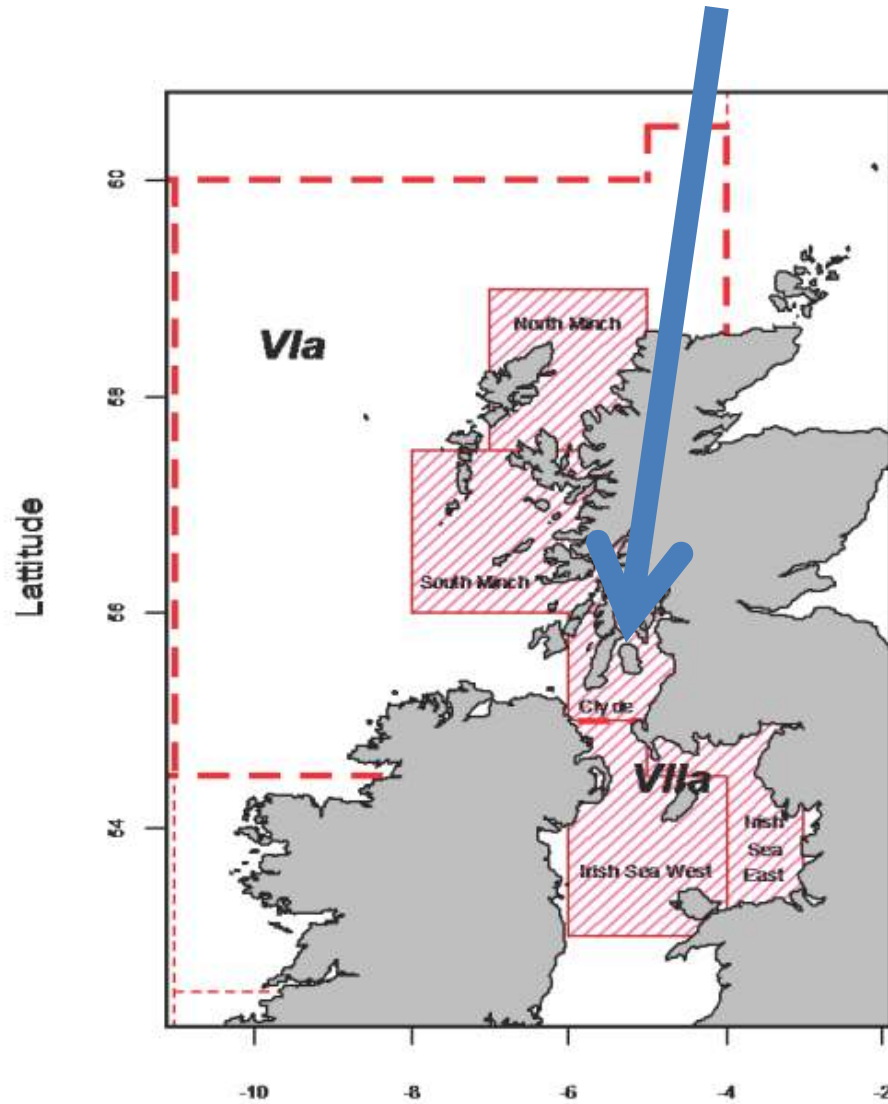 60
North Minch
VIa
58
Lattitude
South Minch
56
Clyde
VIIa
54
Irish
Sea
East
Irish Sea West
-10
-8
-6
-4
-2